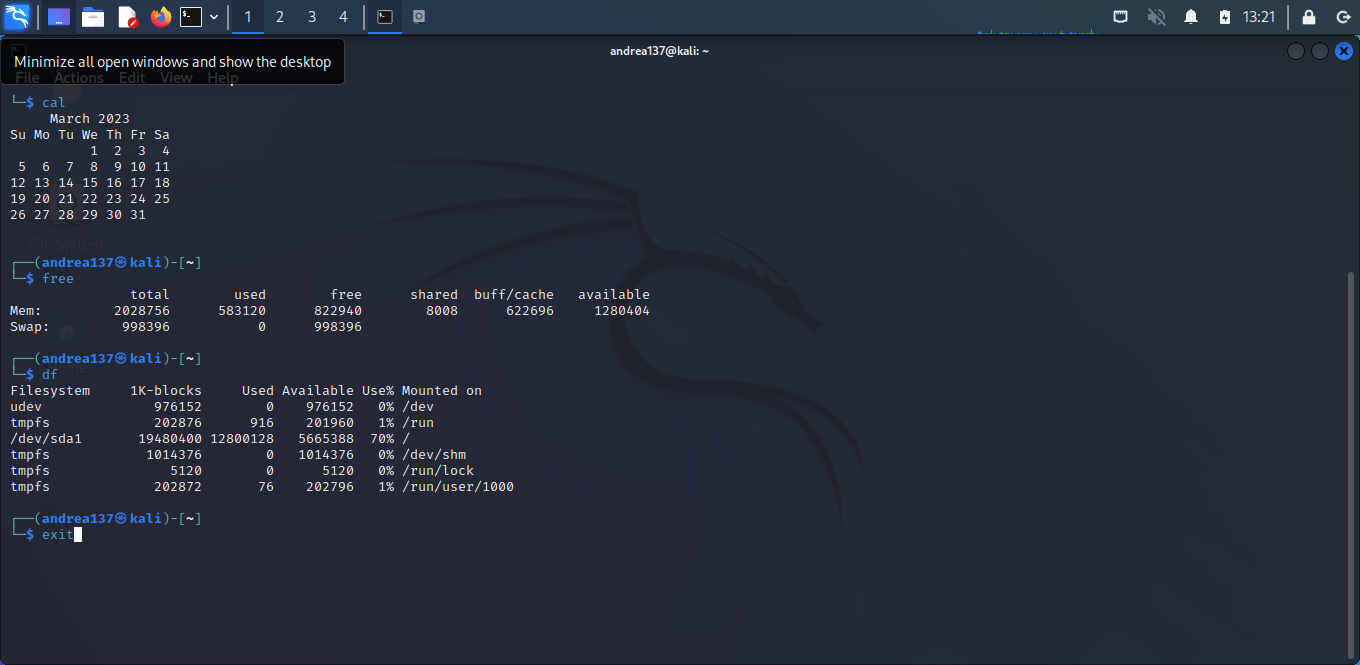 1 2 3 4 13:21
Minimize all open windows and show the desktop
andrea137@kali: ~
File Actions Edit View Help
└─$ cal
     March 2023
Su Mo Tu We Th Fr Sa
          1  2  3  4
 5  6  7  8  9 10 11
12 13 14 15 16 17 18
19 20 21 22 23 24 25
26 27 28 29 30 31
File System
┌──(andrea137㉿kali)-[~]
└─$ free
               total        used        free      shared  buff/cache   available
Mem:         2028756      583120      822940        8008      622696     1280404
Swap:         998396           0      998396
┌──(andrea137㉿kali)-[~]
Home
└─$ df
Filesystem     1K-blocks     Used Available Use% Mounted on
udev              976152        0    976152   0% /dev
tmpfs             202876      916    201960   1% /run
/dev/sda1       19480400 12800128   5665388  70% /
tmpfs            1014376        0   1014376   0% /dev/shm
tmpfs               5120        0      5120   0% /run/lock
tmpfs             202872       76    202796   1% /run/user/1000
┌──(andrea137㉿kali)-[~]
└─$ exit